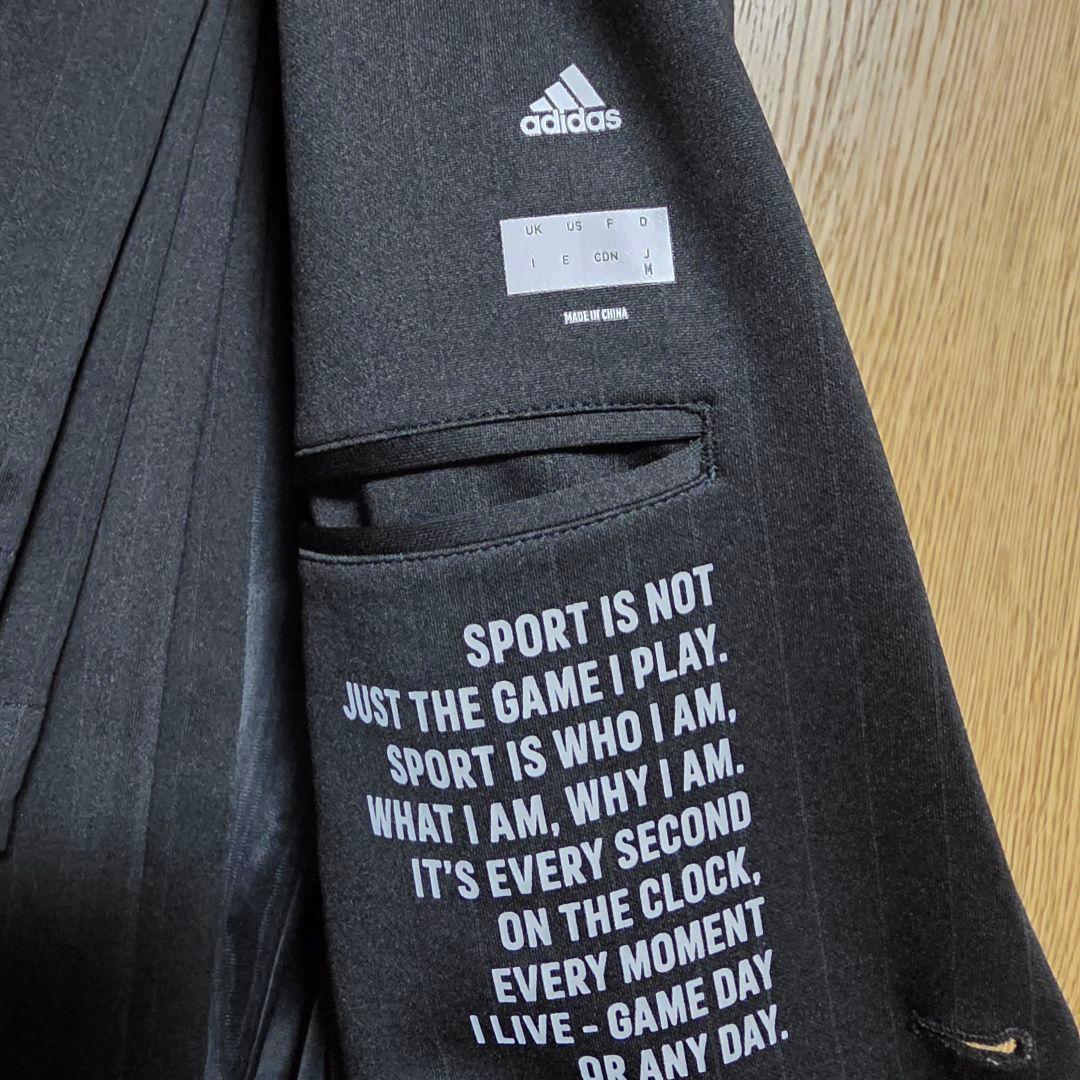 adidas
UK US F D
I E CDN J
M
MADE IN CHINA
SPORT IS NOT
JUST THE GAME I PLAY.
SPORT IS WHO I AM,
WHAT I AM, WHY I AM.
IT'S EVERY SECOND
ON THE CLOCK,
EVERY MOMENT
I LIVE - GAME DAY
OR ANY DAY.